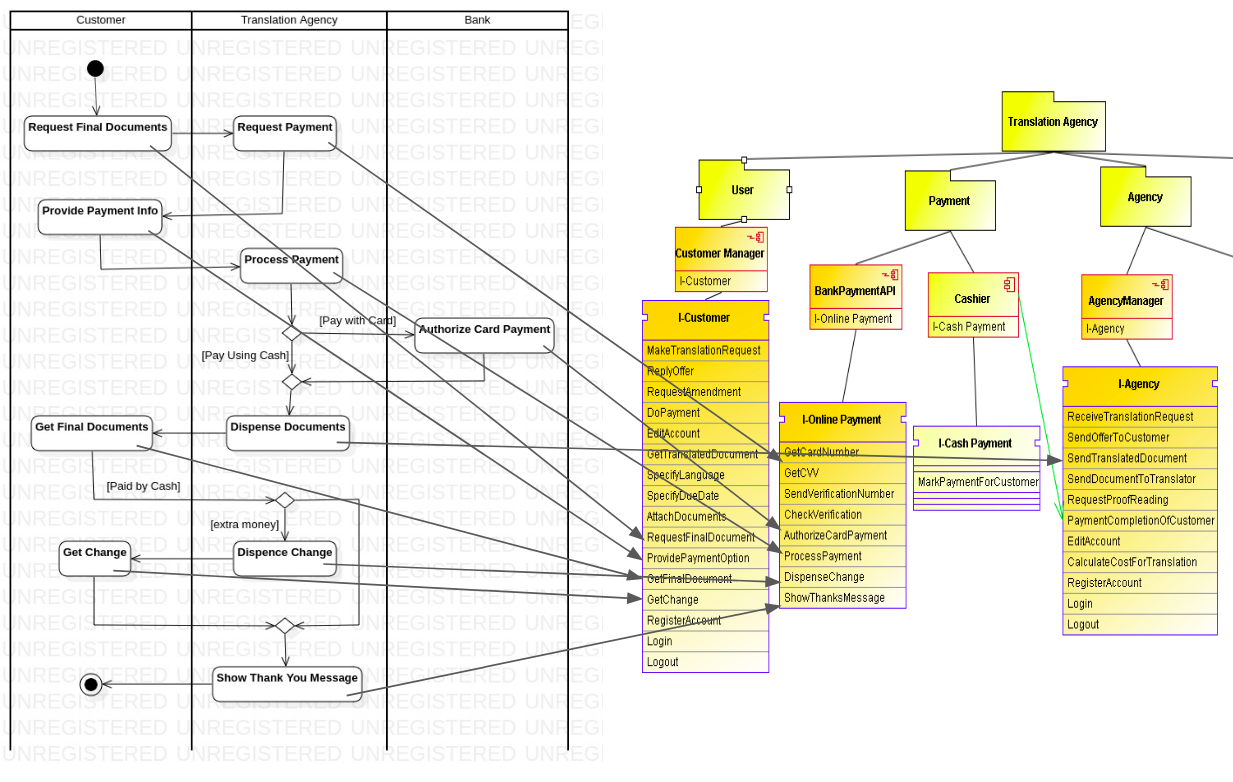 Customer
Translation Agency
Bank
UNREGISTERED UNREGISTERED UNREGISTERED UNREGI
Request Final Documents
Request Payment
Provide Payment Info
Process Payment
[Pay with Card]
Authorize Card Payment
[Pay Using Cash]
Get Final Documents
Dispense Documents
[Paid by Cash]
[extra money]
Get Change
Dispence Change
Show Thank You Message
Translation Agency
User
Payment
Agency
Customer Manager
I-Customer
BankPaymentAPI
I-Online Payment
Cashier
I-Cash Payment
AgencyManager
I-Agency
I-Customer
MakeTranslationRequest
ReplyOffer
RequestAmendment
DoPayment
EditAccount
GetTranslatedDocument
SpecifyLanguage
SpecifyDueDate
AttachDocuments
RequestFinalDocument
ProvidePaymentOption
GetFinalDocument
GetChange
RegisterAccount
Login
Logout
I-Online Payment
GetCardNumber
GetCVV
SendVerificationNumber
CheckVerification
AuthorizeCardPayment
ProcessPayment
DispenseChange
ShowThanksMessage
I-Cash Payment
MarkPaymentForCustomer
I-Agency
ReceiveTranslationRequest
SendOfferToCustomer
SendTranslatedDocument
SendDocumentToTranslator
RequestProofReading
PaymentCompletionOfCustomer
EditAccount
CalculateCostForTranslation
RegisterAccount
Login
Logout